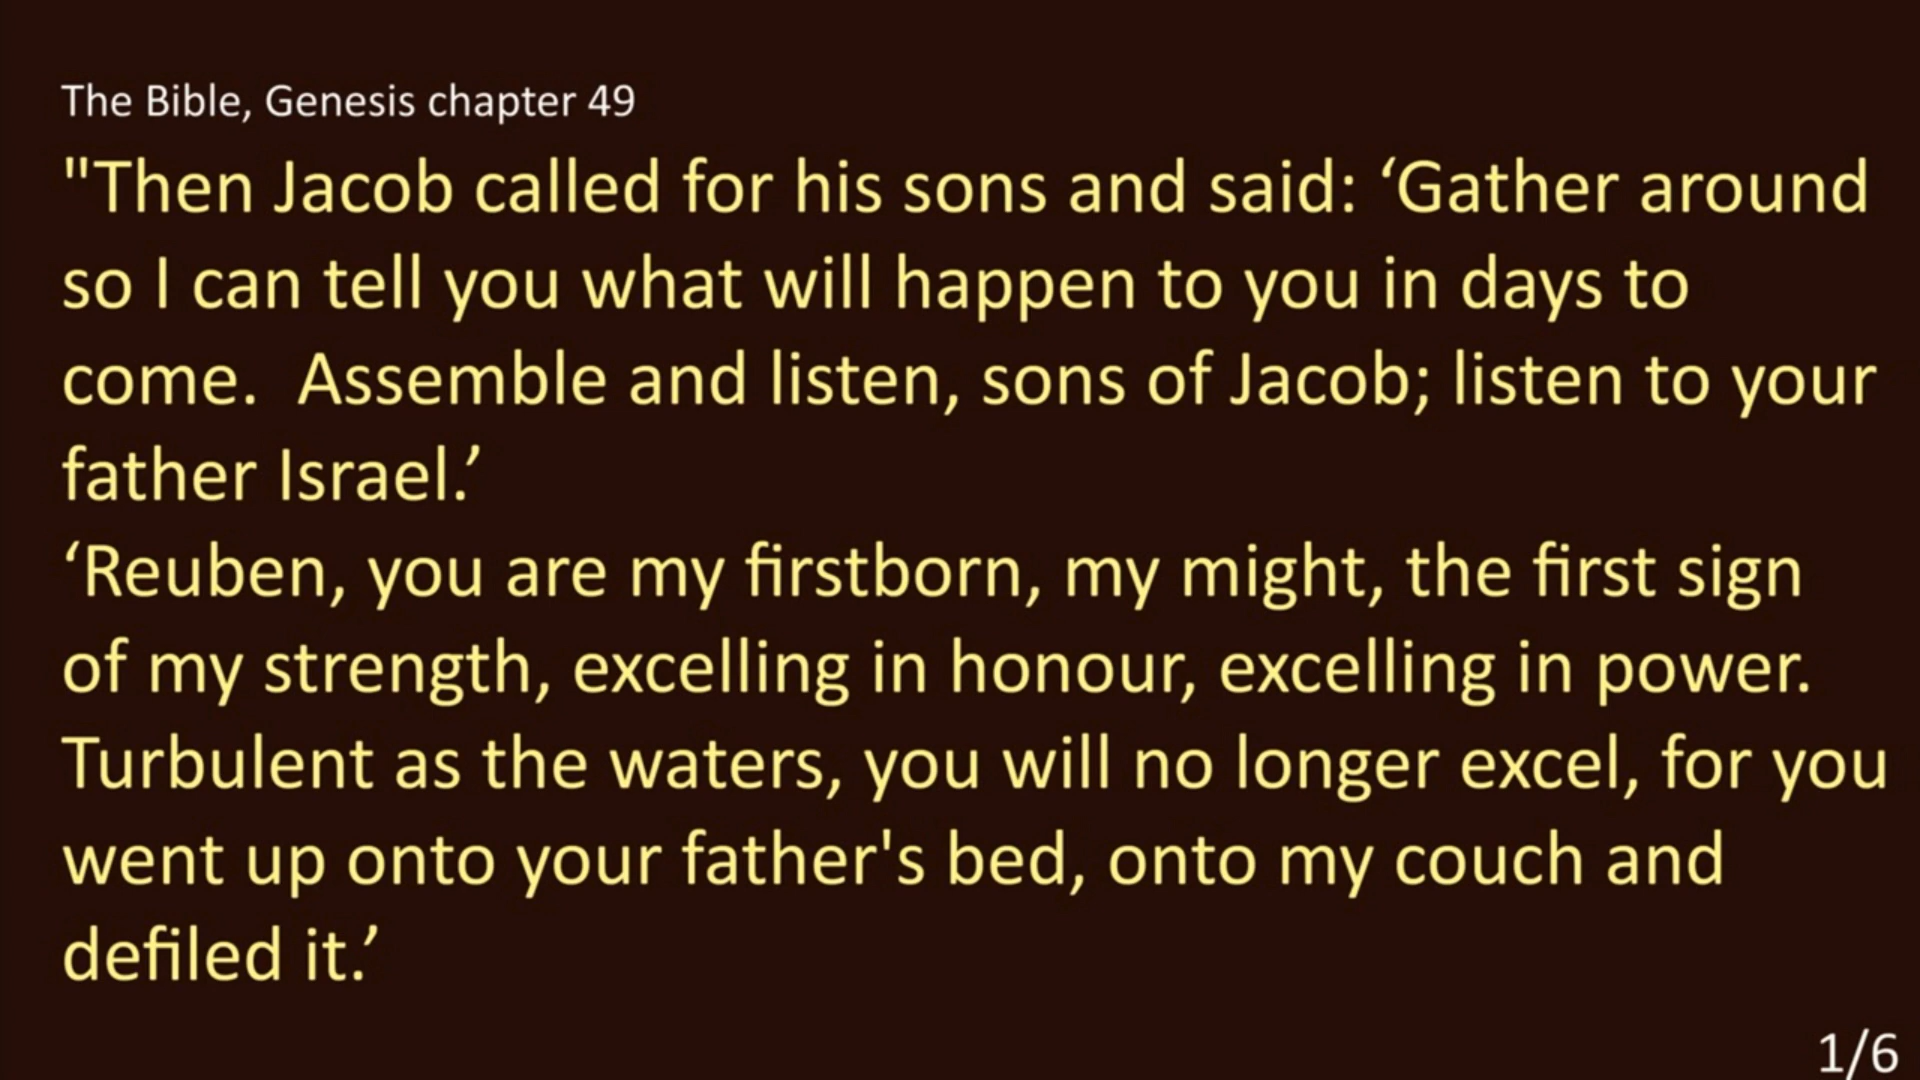 The Bible, Genesis chapter 49
"Then Jacob called for his sons and said: ‘Gather around
so I can tell you what will happen to you in days to
come.  Assemble and listen, sons of Jacob; listen to your
father Israel.’
‘Reuben, you are my firstborn, my might, the first sign
of my strength, excelling in honour, excelling in power.
Turbulent as the waters, you will no longer excel, for you
went up onto your father's bed, onto my couch and
defiled it.’
1/6